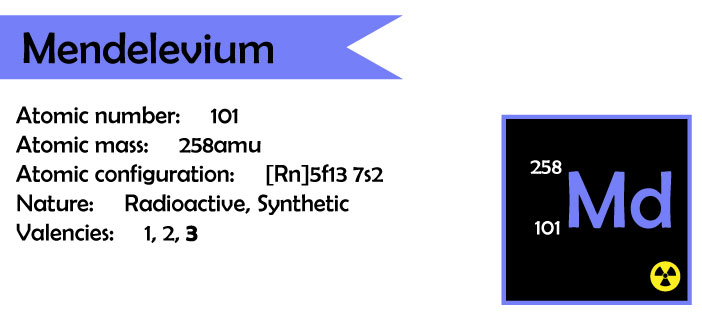 Mendelevium
Atomic number: 101
Atomic mass: 258amu
Atomic configuration: [Rn]5f13 7s2
Nature: Radioactive, Synthetic
Valencies: 1, 2, 3
258
Md
101